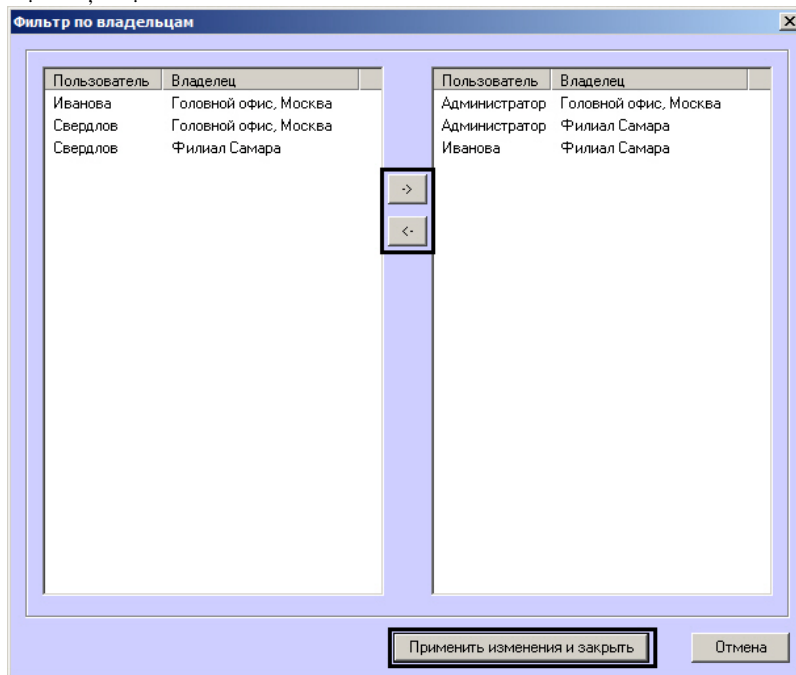 Фильтр по владельцам
Пользователь Владелец
Иванова Головной офис, Москва
Свердлов Головной офис, Москва
Свердлов Филиал Самара
->
<-
Пользователь Владелец
Администратор Головной офис, Москва
Администратор Филиал Самара
Иванова Филиал Самара
Применить изменения и закрыть
Отмена